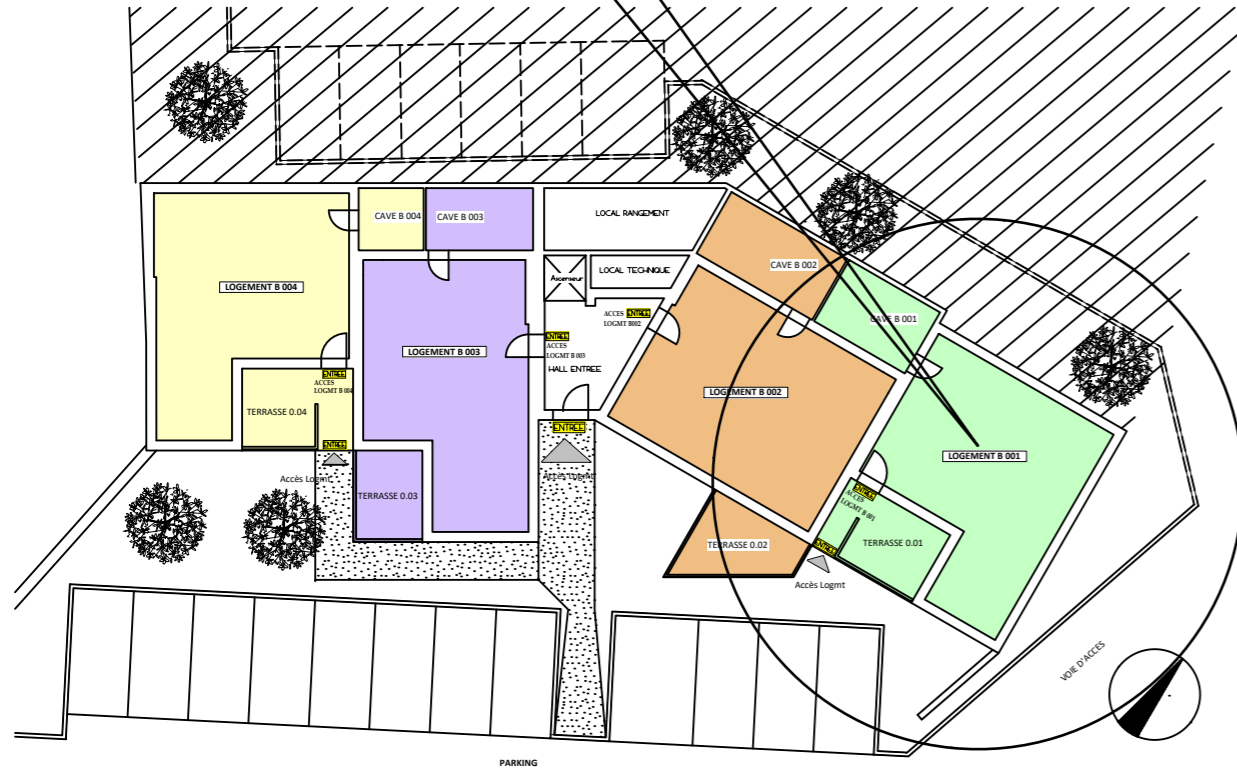 LOCAL RANGEMENT
CAVE B 004
CAVE B 003
CAVE B 002
LOCAL TECHNIQUE
Ascenseur
LOGEMENT B 004
CAVE B 001
ACCES ENTREE
LOGMT B002
ENTREE
ACCES
LOGMT B 003
LOGEMENT B 003
HALL ENTREE
ENTREE
ACCES
LOGMT B 004
LOGEMENT B 002
TERRASSE 0.04
ENTREE
ENTREE
LOGEMENT B 001
Accès Logmt
Accès Logmt
ENTREE
ACCES
LOGMT B 001
TERRASSE 0.03
TERRASSE 0.02
TERRASSE 0.01
ENTREE
Accès Logmt
VOIE D'ACCES
PARKING